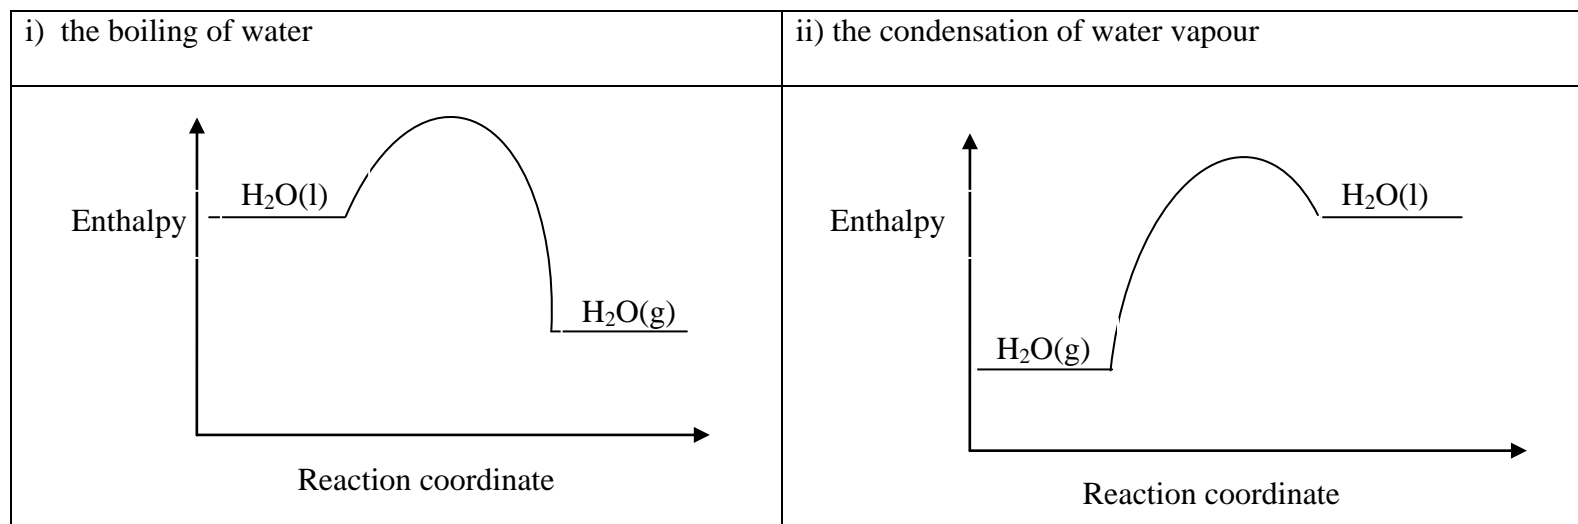 i) the boiling of water
ii) the condensation of water vapour
H₂O(l)
Enthalpy
H₂O(g)
Reaction coordinate
H₂O(l)
Enthalpy
H₂O(g)
Reaction coordinate